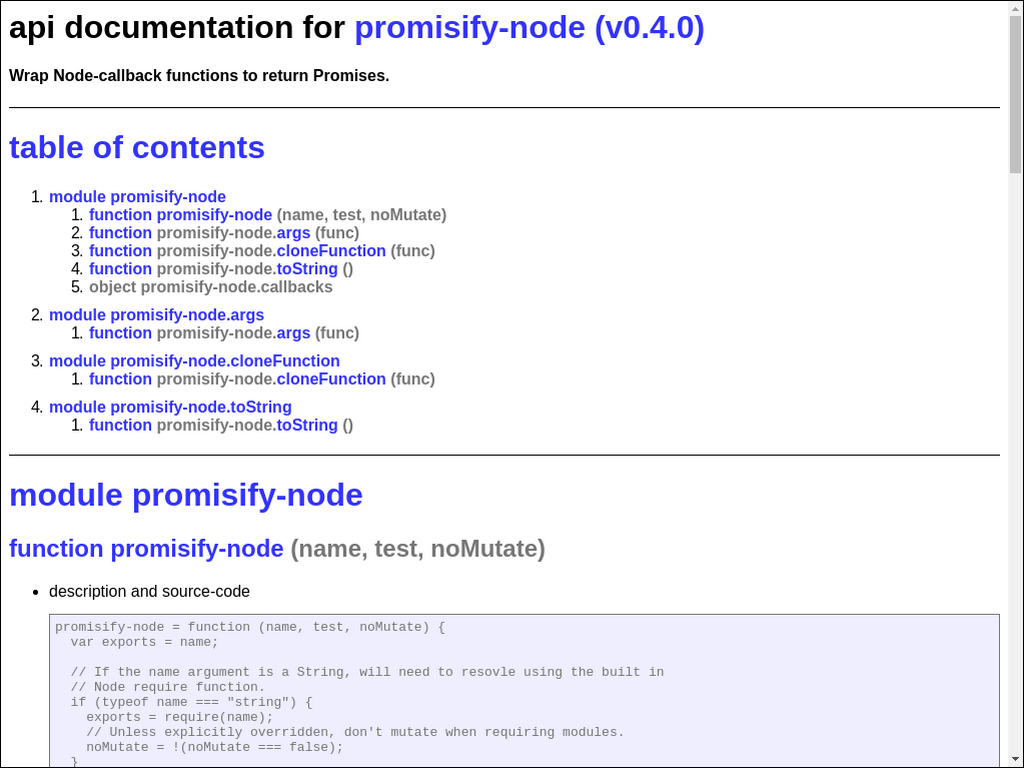 api documentation for promisify-node (v0.4.0)
Wrap Node-callback functions to return Promises.
table of contents
1. module promisify-node
1. function promisify-node (name, test, noMutate)
2. function promisify-node.args (func)
3. function promisify-node.cloneFunction (func)
4. function promisify-node.toString ()
5. object promisify-node.callbacks
2. module promisify-node.args
1. function promisify-node.args (func)
3. module promisify-node.cloneFunction
1. function promisify-node.cloneFunction (func)
4. module promisify-node.toString
1. function promisify-node.toString ()
module promisify-node
function promisify-node (name, test, noMutate)
• description and source-code
promisify-node = function (name, test, noMutate) {
  var exports = name;
  // If the name argument is a String, will need to resovle using the built in
  // Node require function.
  if (typeof name === "string") {
    exports = require(name);
    // Unless explicitly overridden, don't mutate when requiring modules.
    noMutate = !(noMutate === false);
  }